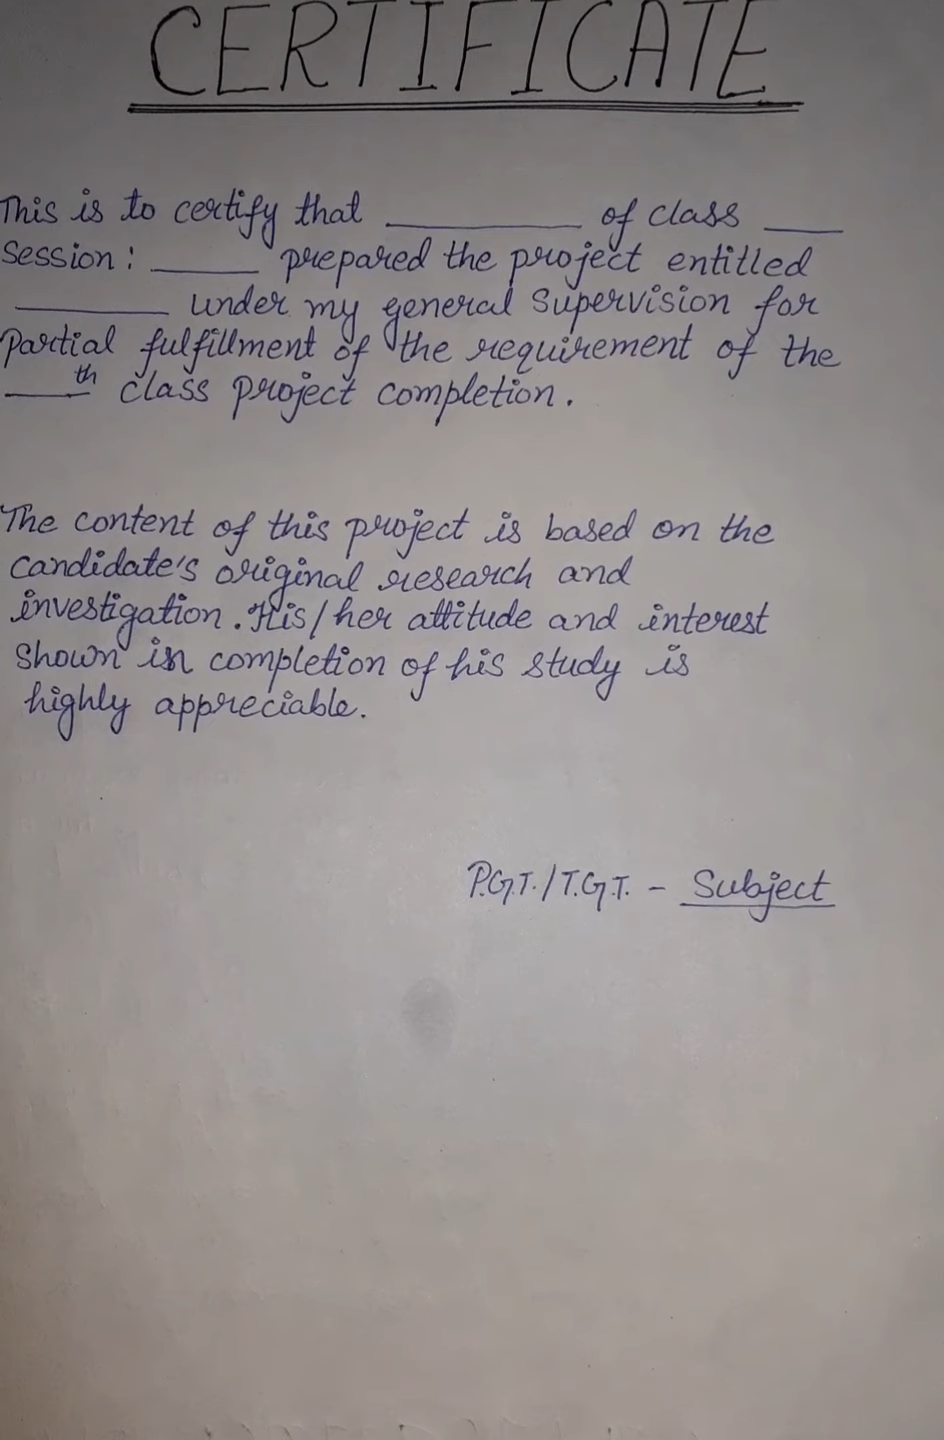 CERTIFICATE
This is to certify that ________ of class ____
Session: _____ prepared the project entitled
________ under my general Supervision for
Partial fulfillment of the requirement of the
____th class project completion.
The content of this project is based on the
candidate's original research and
investigation. His/her attitude and interest
Shown in completion of his study is
highly appreciable.
P.G.T./T.G.T. - Subject